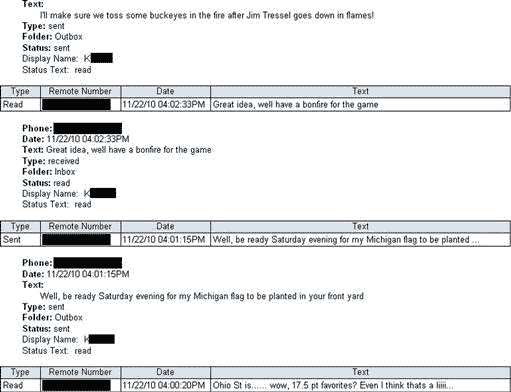 Text:
I'll make sure we toss some buckeyes in the fire after Jim Tressel goes down in flames!
Type: sent
Folder: Outbox
Status: sent
Display Name: K
Status Text: read
Type Remote Number Date Text
Read 11/22/10 04:02:33PM Great idea, well have a bonfire for the game
Phone:
Date: 11/22/10 04:02:33PM
Text: Great idea, well have a bonfire for the game
Type: received
Folder: Inbox
Status: read
Display Name: K
Status Text: read
Type Remote Number Date Text
Sent 11/22/10 04:01:15PM Well, be ready Saturday evening for my Michigan flag to be planted ...
Phone:
Date: 11/22/10 04:01:15PM
Text:
Well, be ready Saturday evening for my Michigan flag to be planted in your front yard
Type: sent
Folder: Outbox
Status: sent
Display Name: K
Status Text: read
Type Remote Number Date Text
Read 11/22/10 04:00:20PM Ohio St is...... wow, 17.5 pt favorites? Even I think thats a liiii...